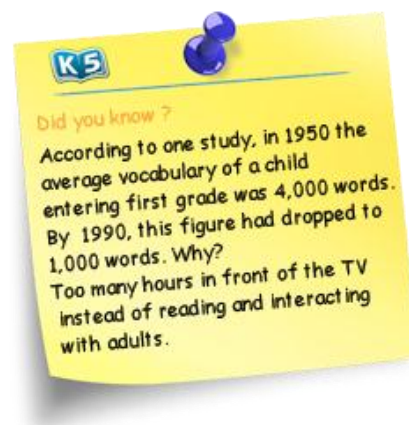 K5
Did you know ?
According to one study, in 1950 the
average vocabulary of a child
entering first grade was 4,000 words.
By 1990, this figure had dropped to
1,000 words. Why?
Too many hours in front of the TV
instead of reading and interacting
with adults.